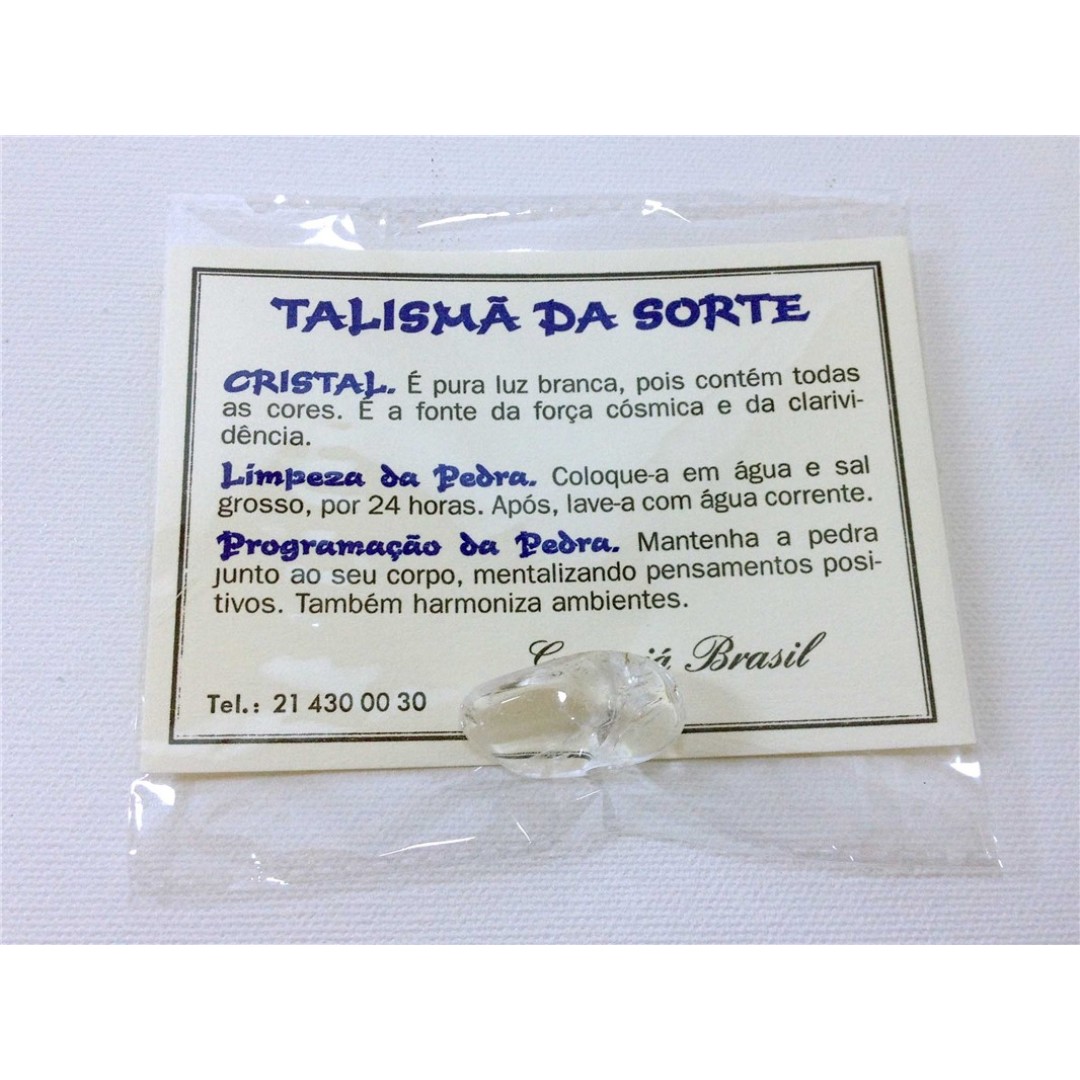 TALISMÃ DA SORTE
CRISTAL. É pura luz branca, pois contém todas
as cores. É a fonte da força cósmica e da clarivi-
dência.
Limpeza da Pedra. Coloque-a em água e sal
grosso, por 24 horas. Após, lave-a com água corrente.
Programação da Pedra. Mantenha a pedra
junto ao seu corpo, mentalizando pensamentos posi-
tivos. Também harmoniza ambientes.
Brasil
Tel.: 21 430 00 30